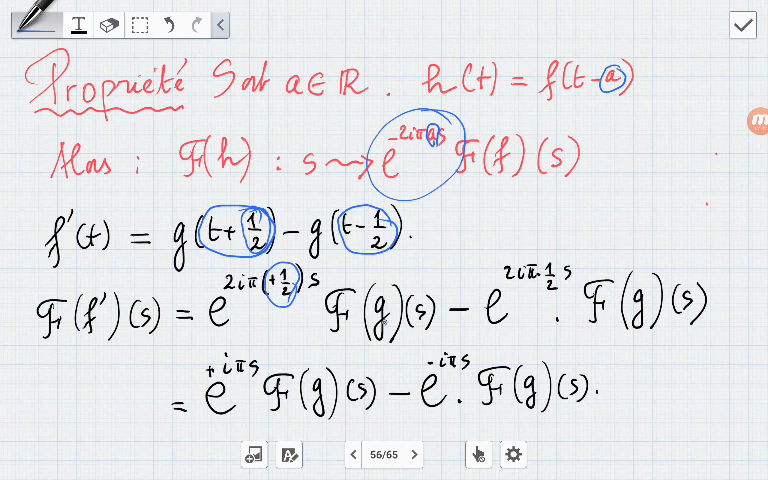 T
Propriété Soit a∈ℝ. h(t) = f(t-a)
Alors : F(h) : s ⇝ e^{-2iπas} F(f)(s)
f'(t) = g(t+1/2) - g(t-1/2).
F(f')(s) = e^{2iπ(+1/2)s} F(g)(s) - e^{2iπ·1/2 s} . F(g)(s)
= e^{+iπs} F(g)(s) - e^{-iπs} . F(g)(s).
56/65